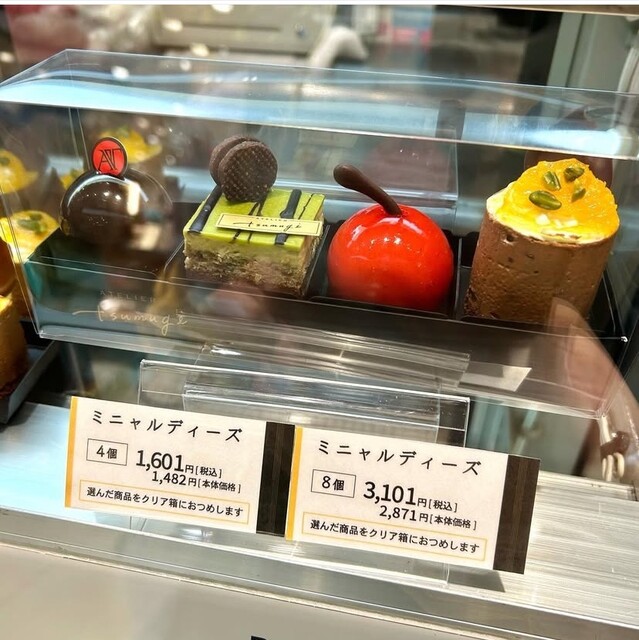 N
tsumugi
ATELIER
tsumugi
ミニャルディーズ
4個
1,601円[税込]
1,482円[本体価格]
選んだ商品をクリア箱におつめします
ミニャルディーズ
8個
3,101円[税込]
2,871円[本体価格]
選んだ商品をクリア箱におつめします